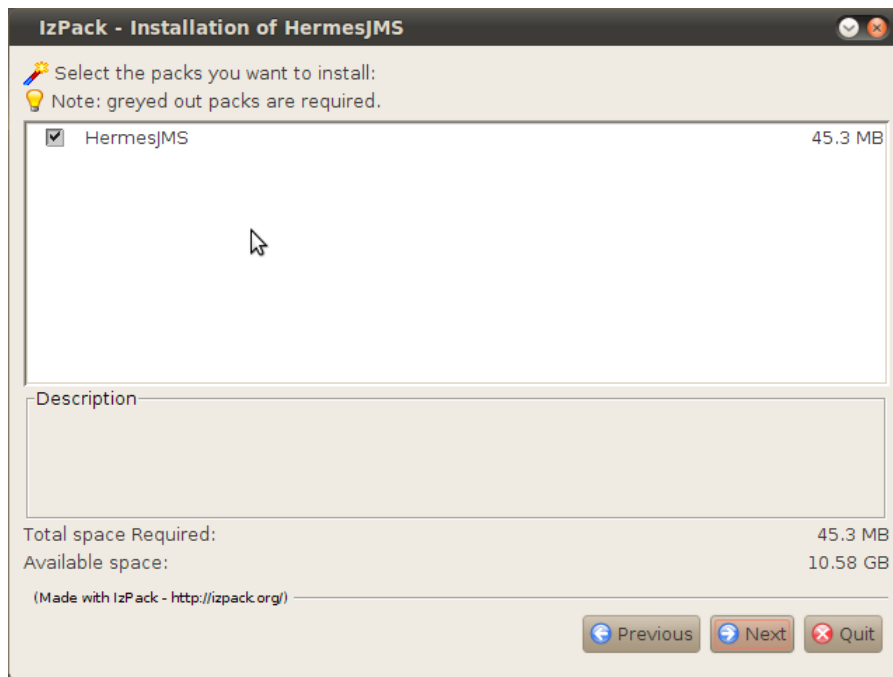 IzPack - Installation of HermesJMS
Select the packs you want to install:
Note: greyed out packs are required.
HermesJMS 45.3 MB
Description
Total space Required: 45.3 MB
Available space: 10.58 GB
(Made with IzPack - http://izpack.org/)
Previous Next Quit